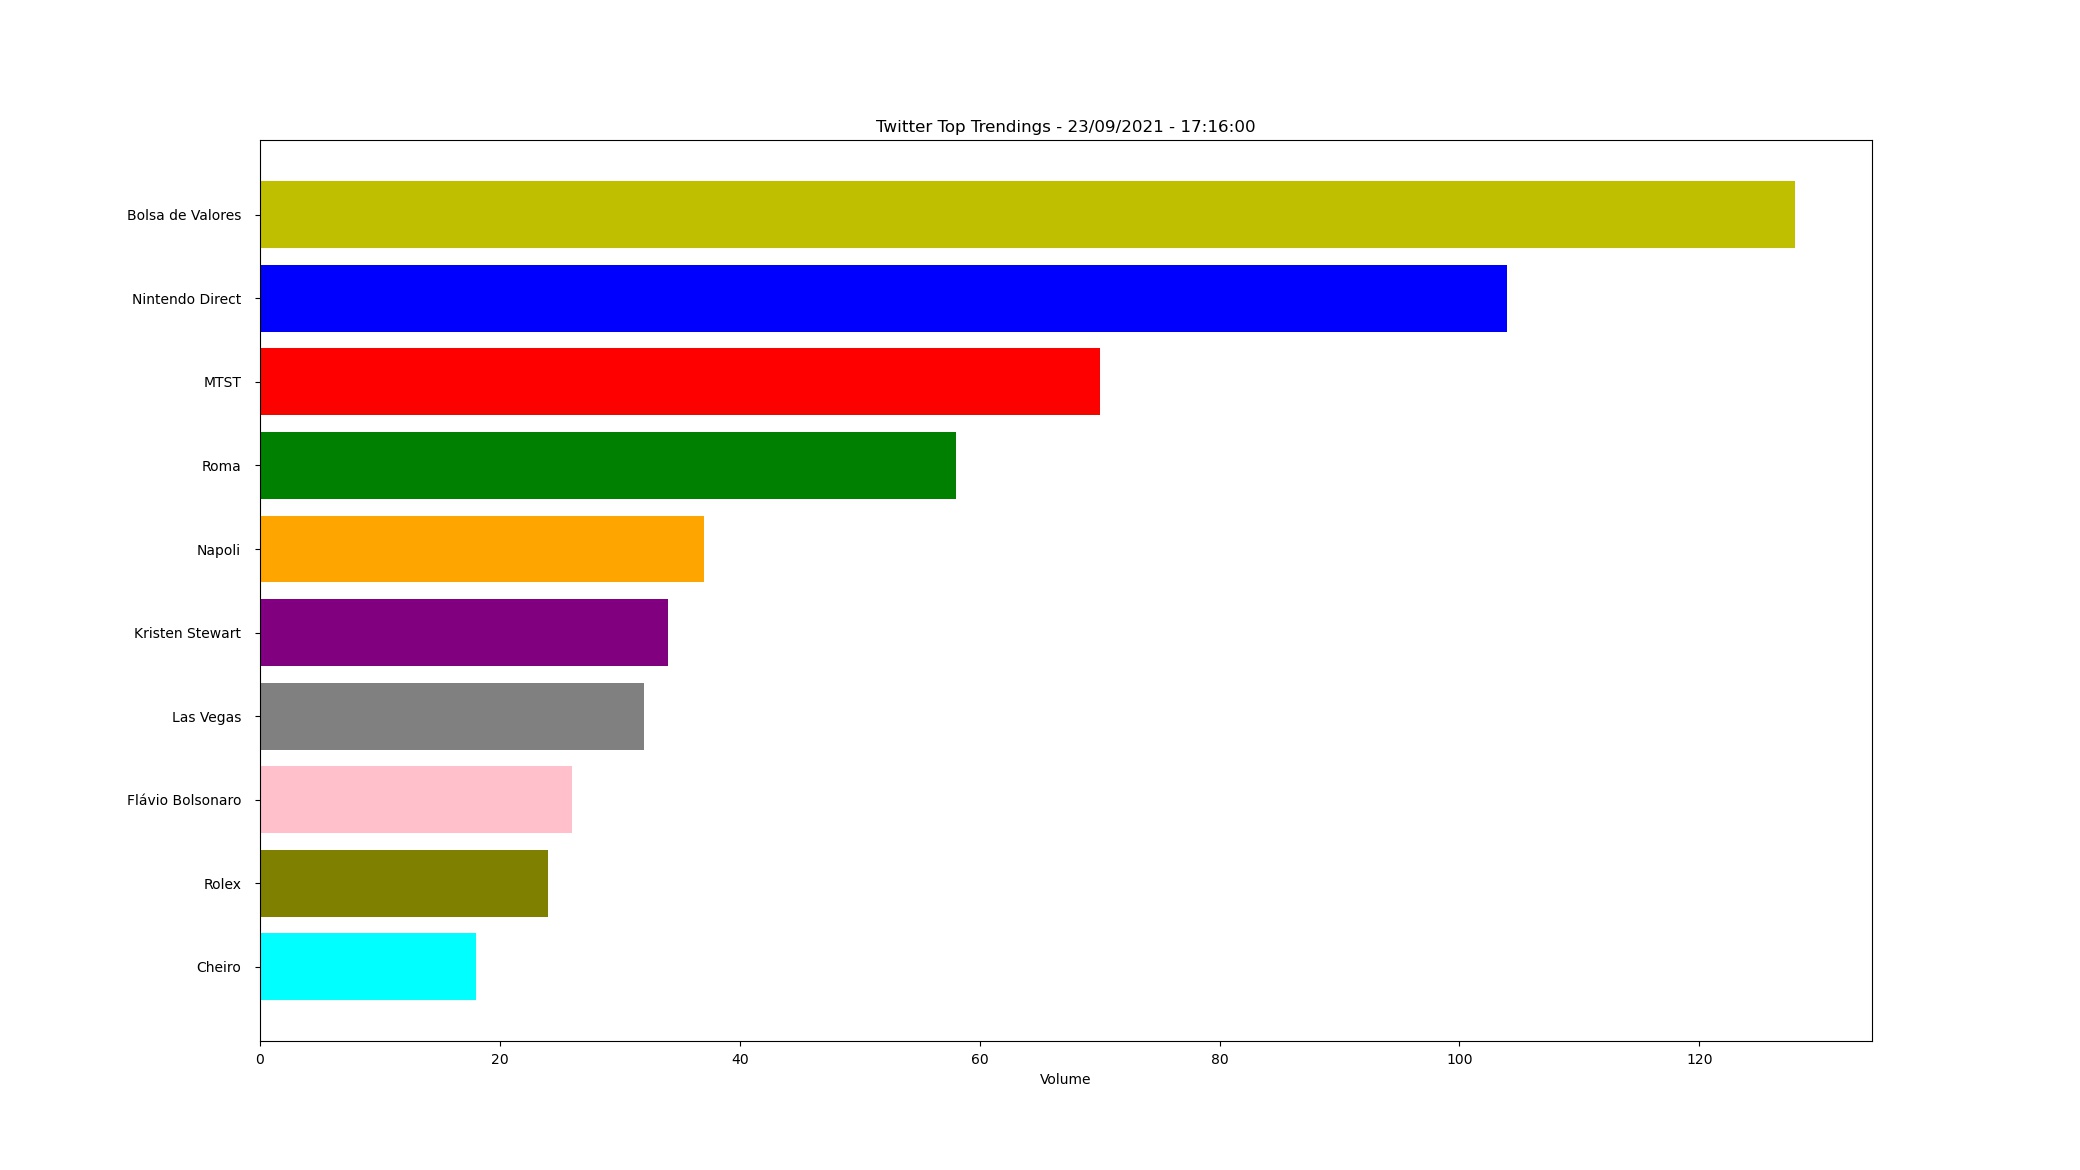 Twitter Top Trendings - 23/09/2021 - 17:16:00
Bolsa de Valores
Nintendo Direct
MTST
Roma
Napoli
Kristen Stewart
Las Vegas
Flávio Bolsonaro
Rolex
Cheiro
0 20 40 60 80 100 120
Volume